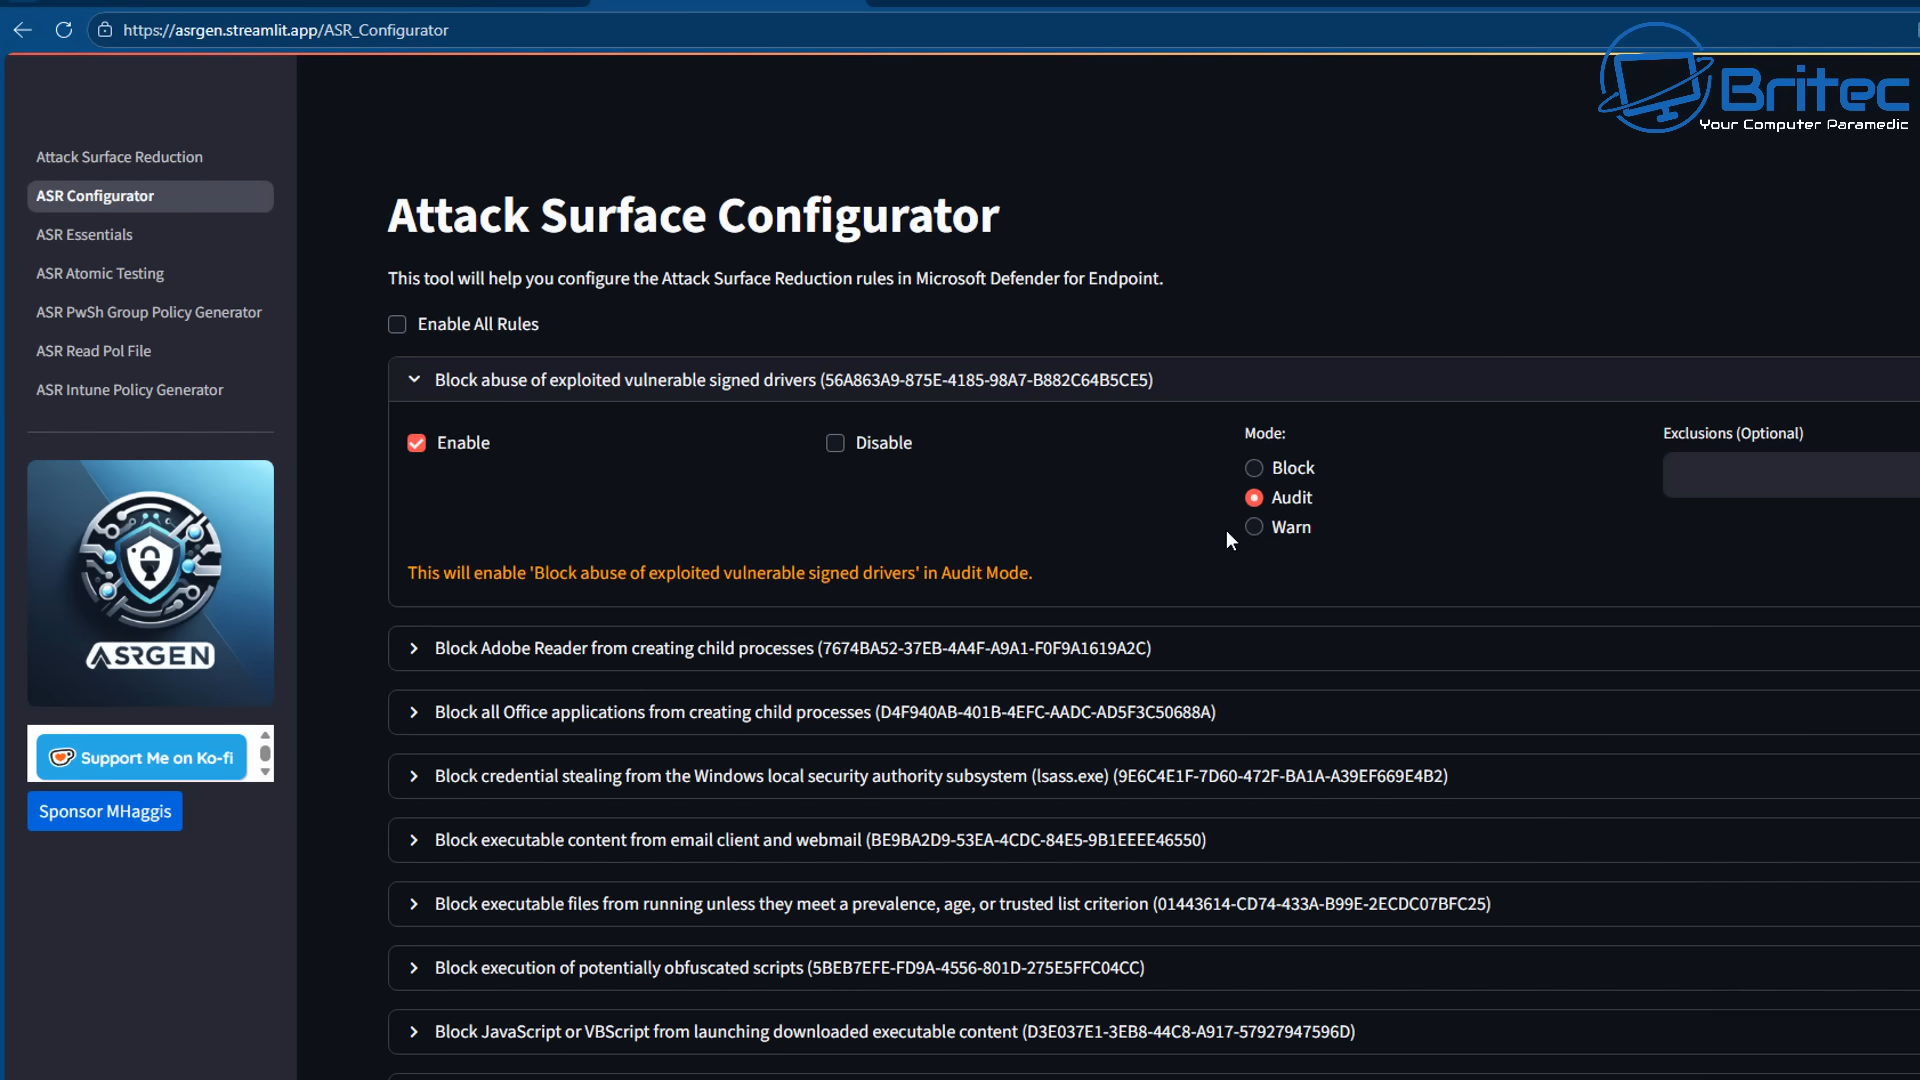 https://asrgen.streamlit.app/ASR_Configurator
Britec
Your Computer Paramedic
Attack Surface Reduction
ASR Configurator
ASR Essentials
ASR Atomic Testing
ASR PwSh Group Policy Generator
ASR Read Pol File
ASR Intune Policy Generator
ASRGEN
Support Me on Ko-fi
Sponsor MHaggis
Attack Surface Configurator
This tool will help you configure the Attack Surface Reduction rules in Microsoft Defender for Endpoint.
Enable All Rules
Block abuse of exploited vulnerable signed drivers (56A863A9-875E-4185-98A7-B882C64B5CE5)
Enable
Disable
Mode:
Block
Audit
Warn
Exclusions (Optional)
This will enable 'Block abuse of exploited vulnerable signed drivers' in Audit Mode.
Block Adobe Reader from creating child processes (7674BA52-37EB-4A4F-A9A1-F0F9A1619A2C)
Block all Office applications from creating child processes (D4F940AB-401B-4EFC-AADC-AD5F3C50688A)
Block credential stealing from the Windows local security authority subsystem (lsass.exe) (9E6C4E1F-7D60-472F-BA1A-A39EF669E4B2)
Block executable content from email client and webmail (BE9BA2D9-53EA-4CDC-84E5-9B1EEEE46550)
Block executable files from running unless they meet a prevalence, age, or trusted list criterion (01443614-CD74-433A-B99E-2ECDC07BFC25)
Block execution of potentially obfuscated scripts (5BEB7EFE-FD9A-4556-801D-275E5FFC04CC)
Block JavaScript or VBScript from launching downloaded executable content (D3E037E1-3EB8-44C8-A917-57927947596D)